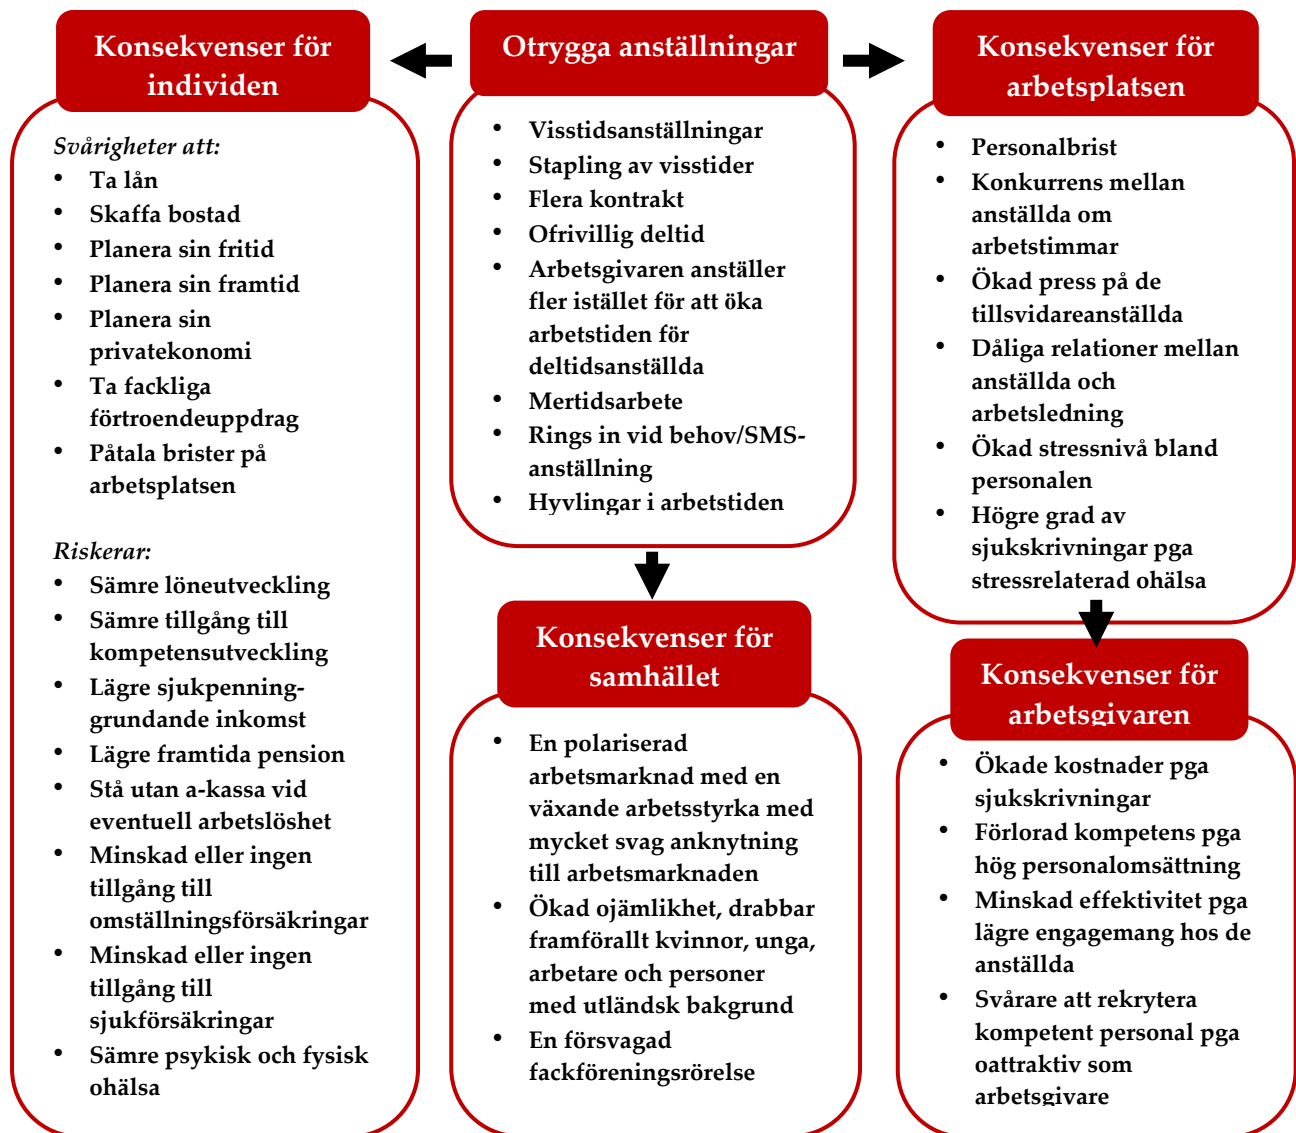 Konsekvenser för
individen
Svårigheter att:
• Ta lån
• Skaffa bostad
• Planera sin fritid
• Planera sin framtid
• Planera sin
privatekonomi
• Ta fackliga
förtroendeuppdrag
• Påtala brister på
arbetsplatsen
Riskerar:
• Sämre löneutveckling
• Sämre tillgång till
kompetensutveckling
• Lägre sjukpenning-
grundande inkomst
• Lägre framtida pension
• Stå utan a-kassa vid
eventuell arbetslöshet
• Minskad eller ingen
tillgång till
omställningsförsäkringar
• Minskad eller ingen
tillgång till
sjukförsäkringar
• Sämre psykisk och fysisk
ohälsa
Otrygga anställningar
• Visstidsanställningar
• Stapling av visstider
• Flera kontrakt
• Ofrivillig deltid
• Arbetsgivaren anställer
fler istället för att öka
arbetstiden för
deltidsanställda
• Mertidsarbete
• Rings in vid behov/SMS-
anställning
• Hyvlingar i arbetstiden
Konsekvenser för
samhället
• En polariserad
arbetsmarknad med en
växande arbetsstyrka med
mycket svag anknytning
till arbetsmarknaden
• Ökad ojämlikhet, drabbar
framförallt kvinnor, unga,
arbetare och personer
med utländsk bakgrund
• En försvagad
fackföreningsrörelse
Konsekvenser för
arbetsplatsen
• Personalbrist
• Konkurrens mellan
anställda om
arbetstimmar
• Ökad press på de
tillsvidareanställda
• Dåliga relationer mellan
anställda och
arbetsledning
• Ökad stressnivå bland
personalen
• Högre grad av
sjukskrivningar pga
stressrelaterad ohälsa
Konsekvenser för
arbetsgivaren
• Ökade kostnader pga
sjukskrivningar
• Förlorad kompetens pga
hög personalomsättning
• Minskad effektivitet pga
lägre engagemang hos de
anställda
• Svårare att rekrytera
kompetent personal pga
oattraktiv som
arbetsgivare